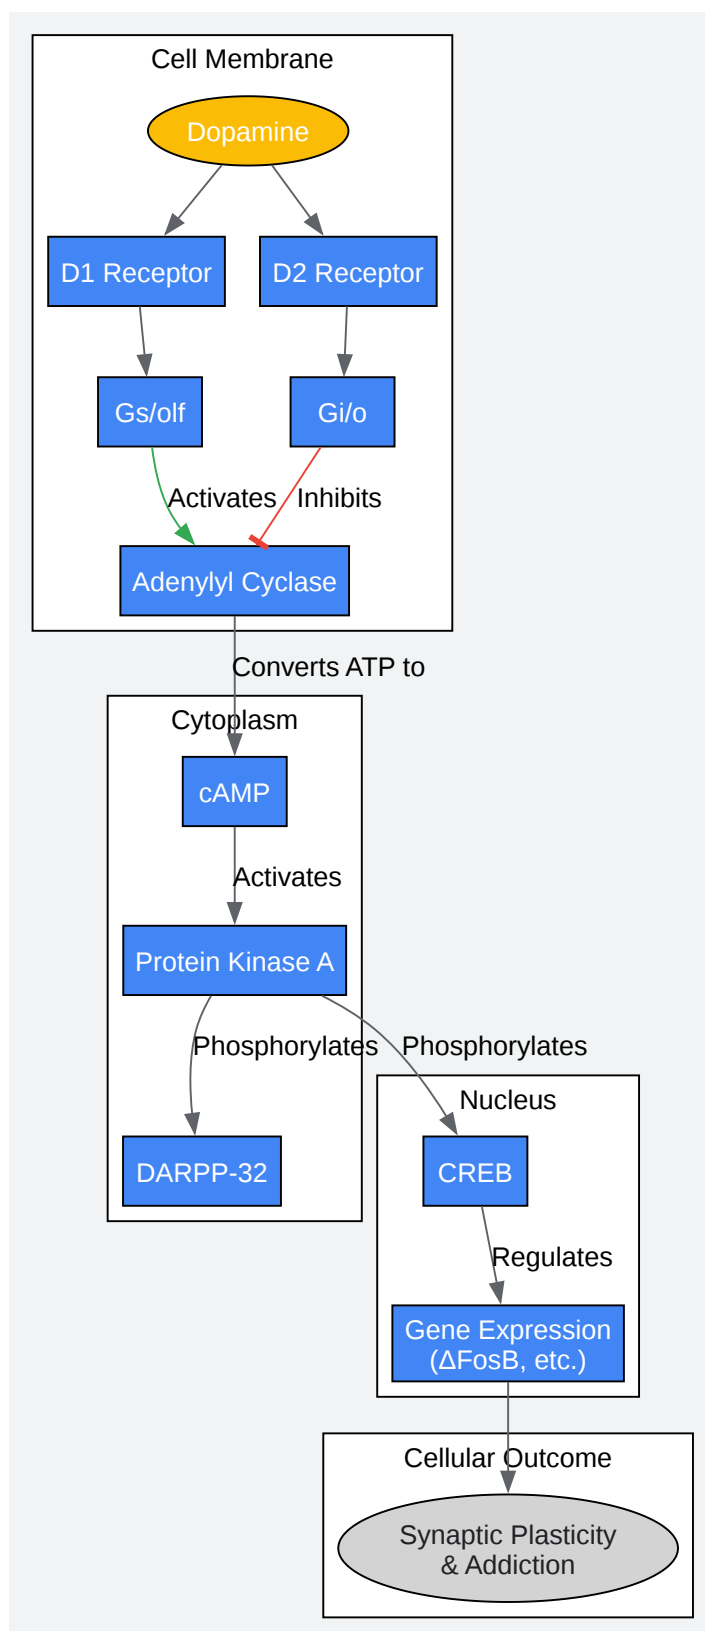 Cell Membrane
Dopamine
D1 Receptor
D2 Receptor
Gs/olf
Gi/o
Activates
Inhibits
Adenylyl Cyclase
Converts ATP to
Cytoplasm
cAMP
Activates
Protein Kinase A
Phosphorylates
Phosphorylates
Nucleus
DARPP-32
CREB
Regulates
Gene Expression
(ΔFosB, etc.)
Cellular Outcome
Synaptic Plasticity
& Addiction